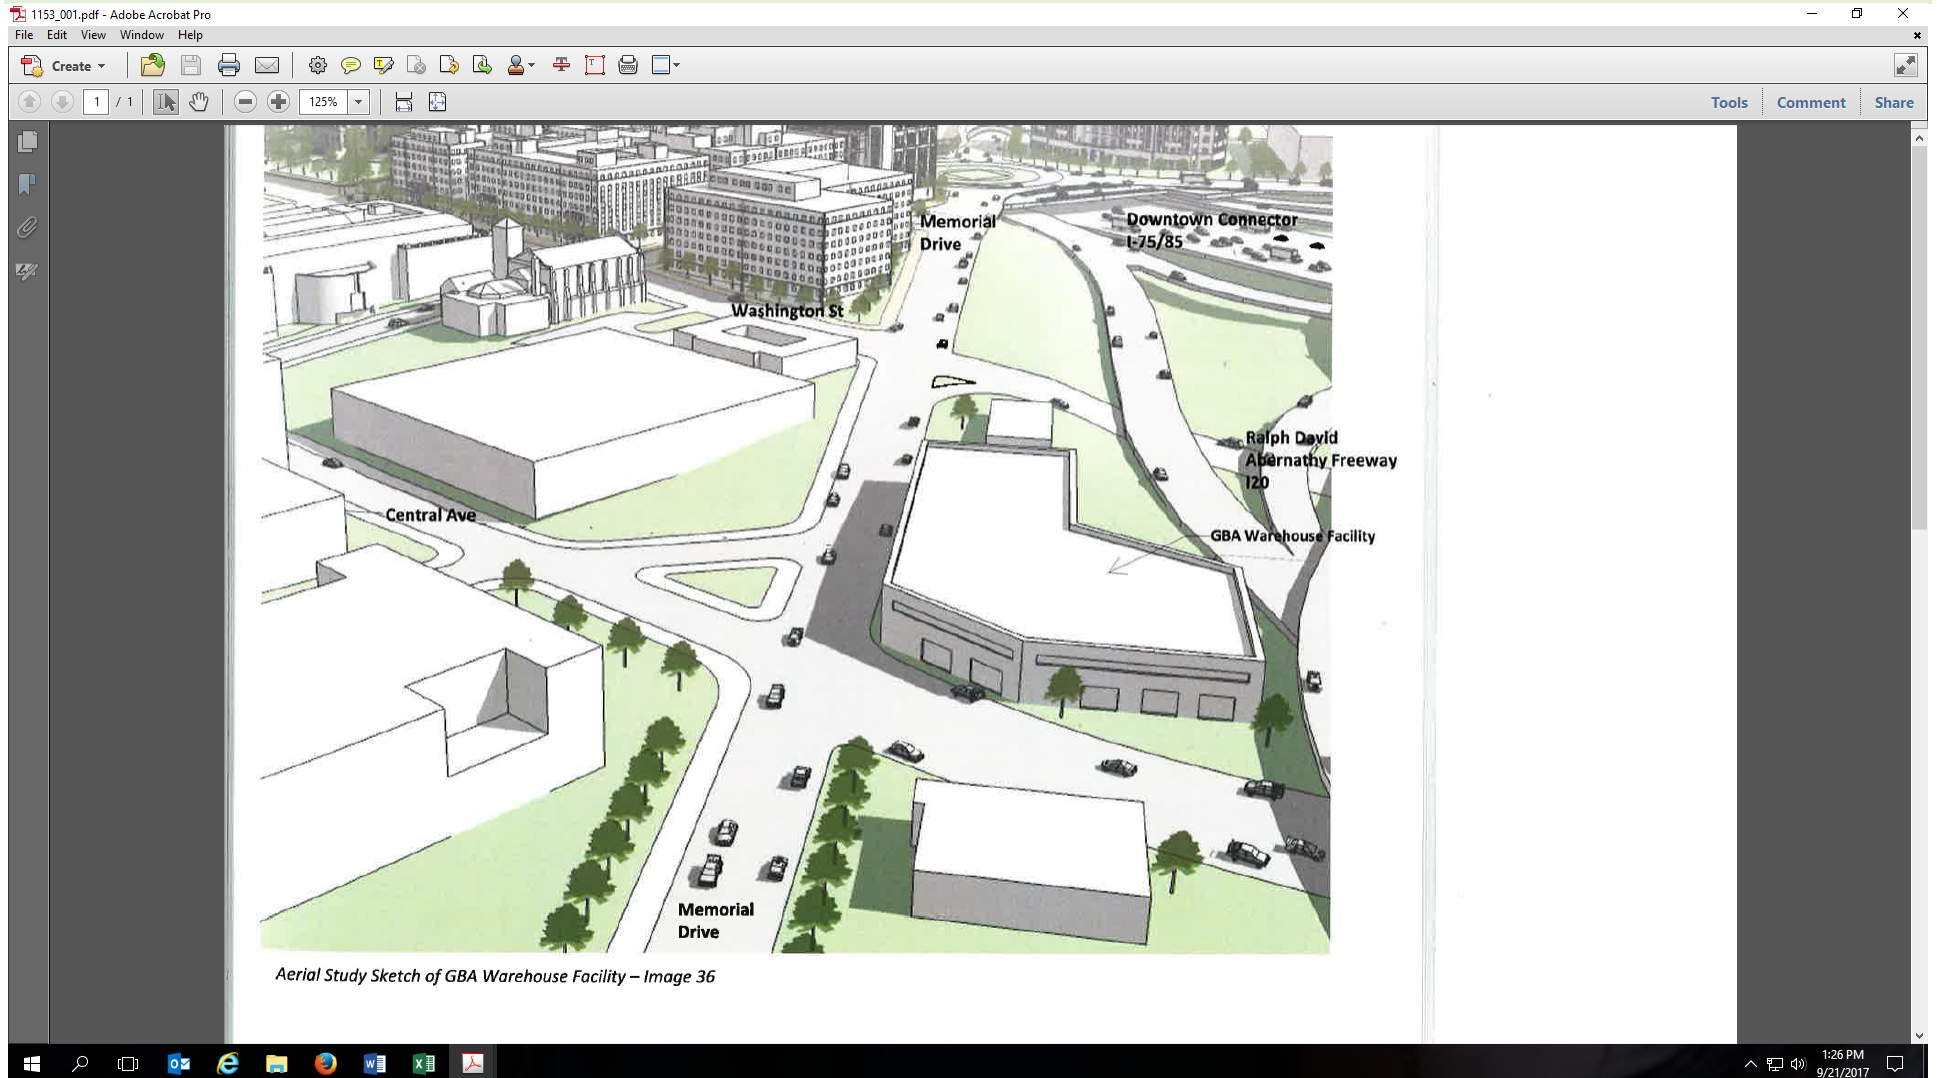 1153_001.pdf - Adobe Acrobat Pro
File Edit View Window Help
Create
1 / 1 125% Tools Comment Share
Memorial
Drive
Downtown Connector
I-75/85
Washington St
Ralph David
Abernathy Freeway
I20
Central Ave
GBA Warehouse Facility
Memorial
Drive
Aerial Study Sketch of GBA Warehouse Facility – Image 36
1:26 PM
9/21/2017